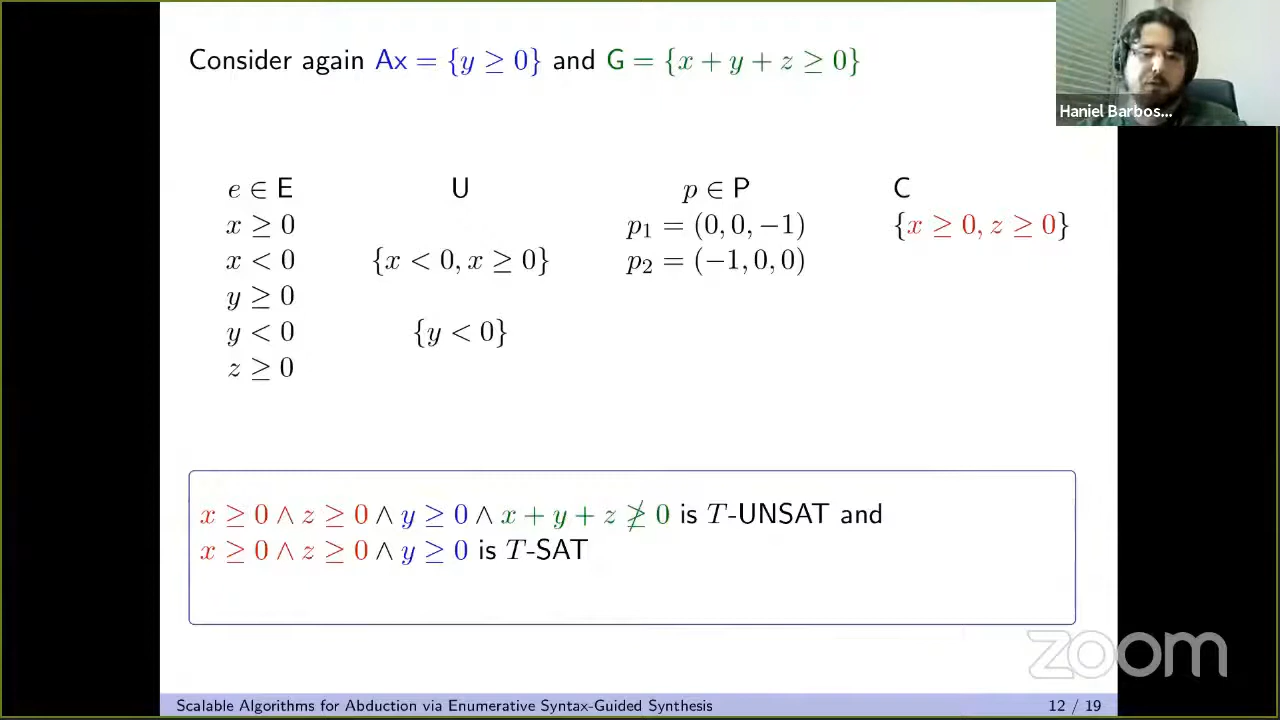 Consider again Ax = {y ≥ 0} and G = {x + y + z ≥ 0}
Haniel Barbos...
e ∈ E U p ∈ P C
x ≥ 0 p₁ = (0, 0, −1) {x ≥ 0, z ≥ 0}
x < 0 {x < 0, x ≥ 0} p₂ = (−1, 0, 0)
y ≥ 0
y < 0 {y < 0}
z ≥ 0
x ≥ 0 ∧ z ≥ 0 ∧ y ≥ 0 ∧ x + y + z ≱ 0 is T-UNSAT and
x ≥ 0 ∧ z ≥ 0 ∧ y ≥ 0 is T-SAT
zoom
Scalable Algorithms for Abduction via Enumerative Syntax-Guided Synthesis 12 / 19